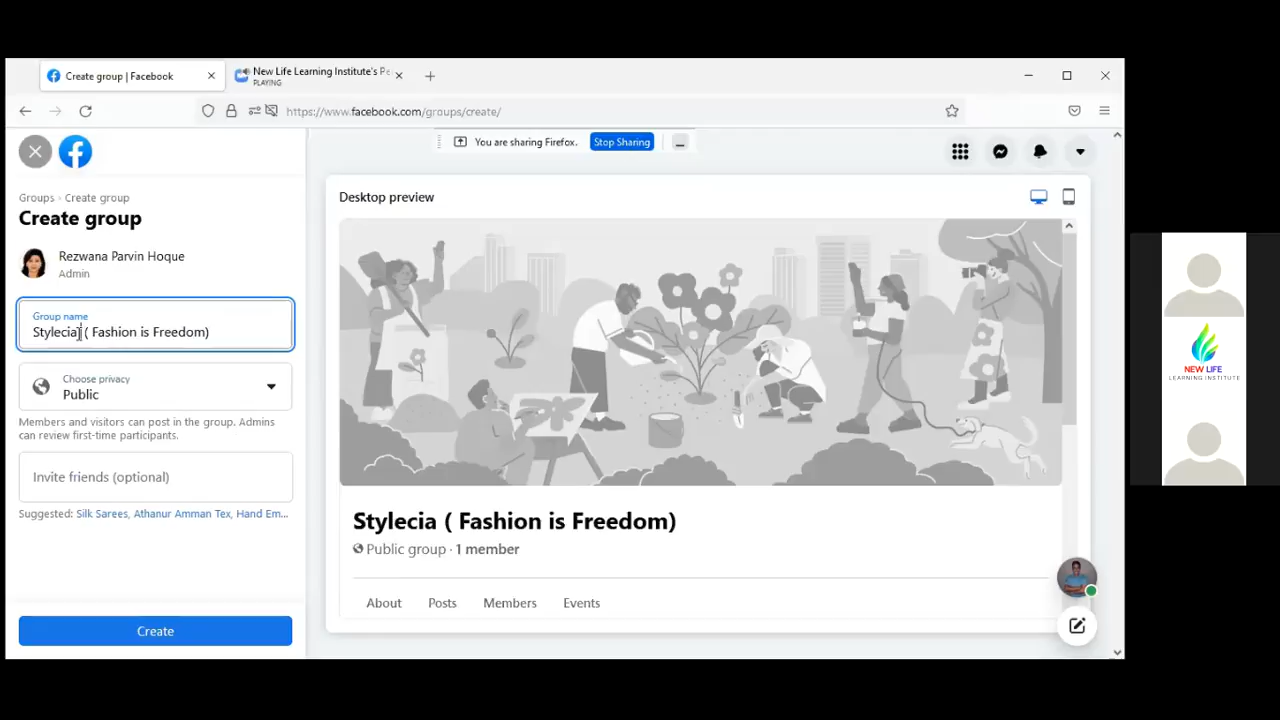 Create group | Facebook
New Life Learning Institute's Pe
PLAYING
https://www.facebook.com/groups/create/
You are sharing Firefox.
Stop Sharing
Groups · Create group
Create group
Rezwana Parvin Hoque
Admin
Group name
Stylecia ( Fashion is Freedom)
Choose privacy
Public
Members and visitors can post in the group. Admins
can review first-time participants.
Invite friends (optional)
Suggested: Silk Sarees, Athanur Amman Tex, Hand Em...
Create
Desktop preview
Stylecia ( Fashion is Freedom)
Public group · 1 member
About Posts Members Events
NEW LIFE
LEARNING INSTITUTE